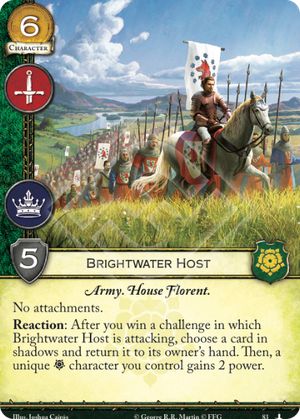 6
Character
5
Brightwater Host
Army. House Florent.
No attachments.
Reaction: After you win a challenge in which
Brightwater Host is attacking, choose a card in
shadows and return it to its owner's hand. Then, a
unique character you control gains 2 power.
Illus. Joshua Cairós
© George R.R. Martin © FFG
83